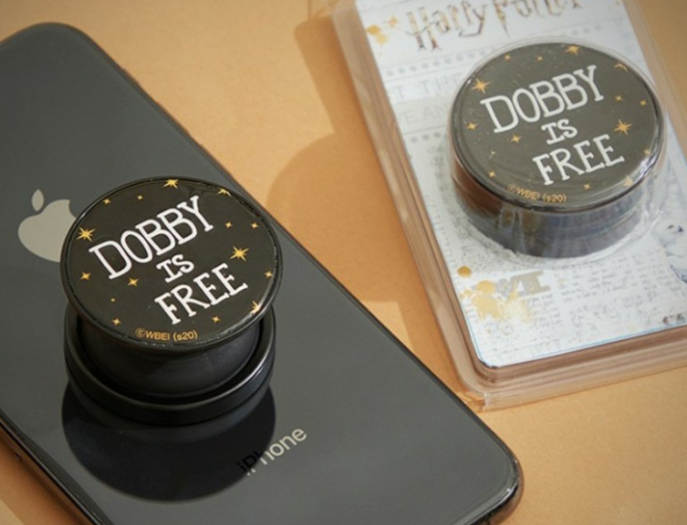 Harry Potter
DOBBY
IS
FREE
©WBEI (s20)
DOBBY
IS
FREE
©WBEI (s20)
iPhone